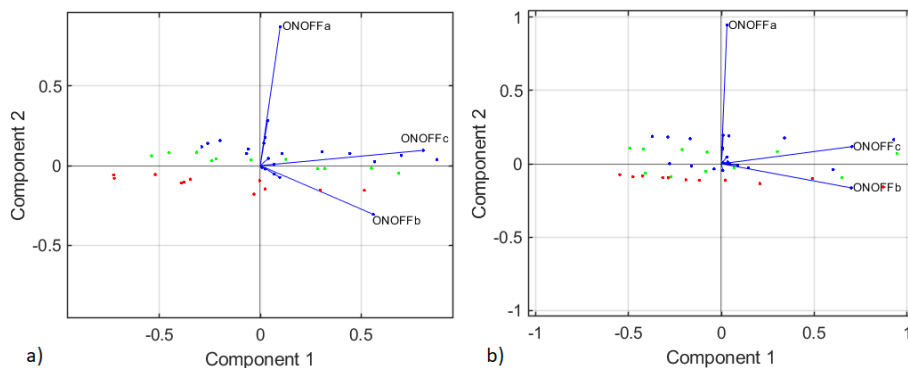 ONOFFa
0.5
ONOFFc
0
ONOFFb
-0.5
Component 2
-0.5
0
0.5
Component 1
a)
1
ONOFFa
0.5
ONOFFc
0
ONOFFb
-0.5
-1
Component 2
-1
-0.5
0
0.5
1
Component 1
b)